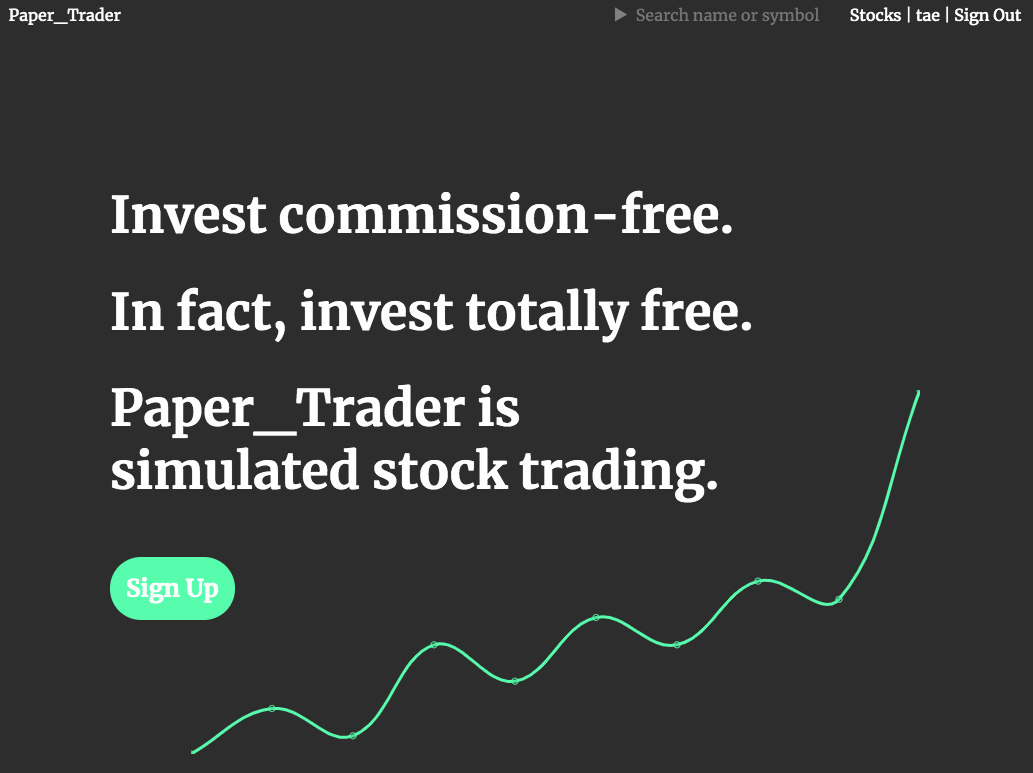 Paper_Trader
Search name or symbol
Stocks | tae | Sign Out
Invest commission-free.
In fact, invest totally free.
Paper_Trader is
simulated stock trading.
Sign Up